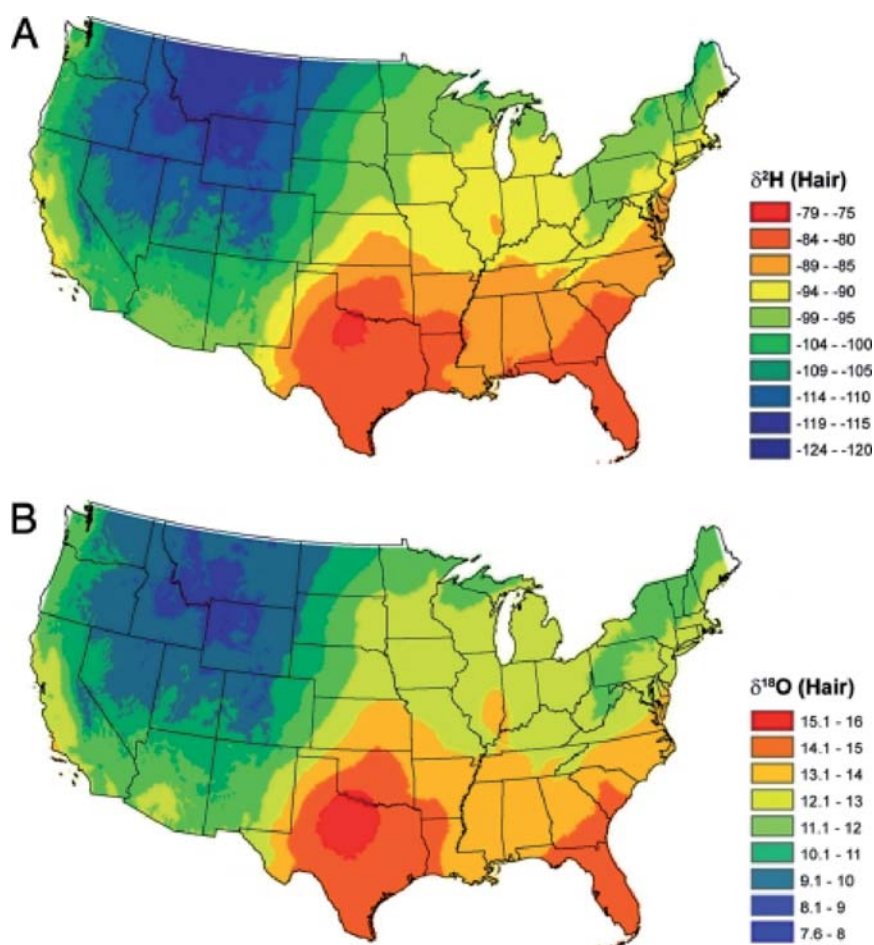 A
δ²H (Hair)
-79 - -75
-84 - -80
-89 - -85
-94 - -90
-99 - -95
-104 - -100
-109 - -105
-114 - -110
-119 - -115
-124 - -120
B
δ¹⁸O (Hair)
15.1 - 16
14.1 - 15
13.1 - 14
12.1 - 13
11.1 - 12
10.1 - 11
9.1 - 10
8.1 - 9
7.6 - 8